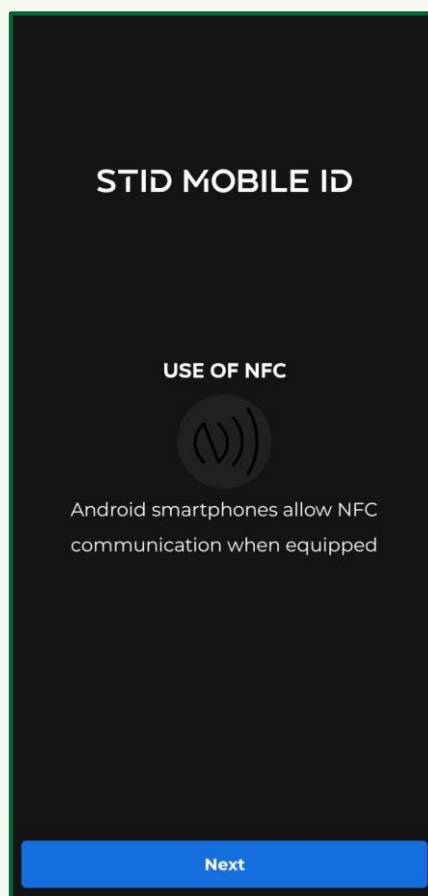 STID MOBILE ID
USE OF NFC
Android smartphones allow NFC
communication when equipped
Next